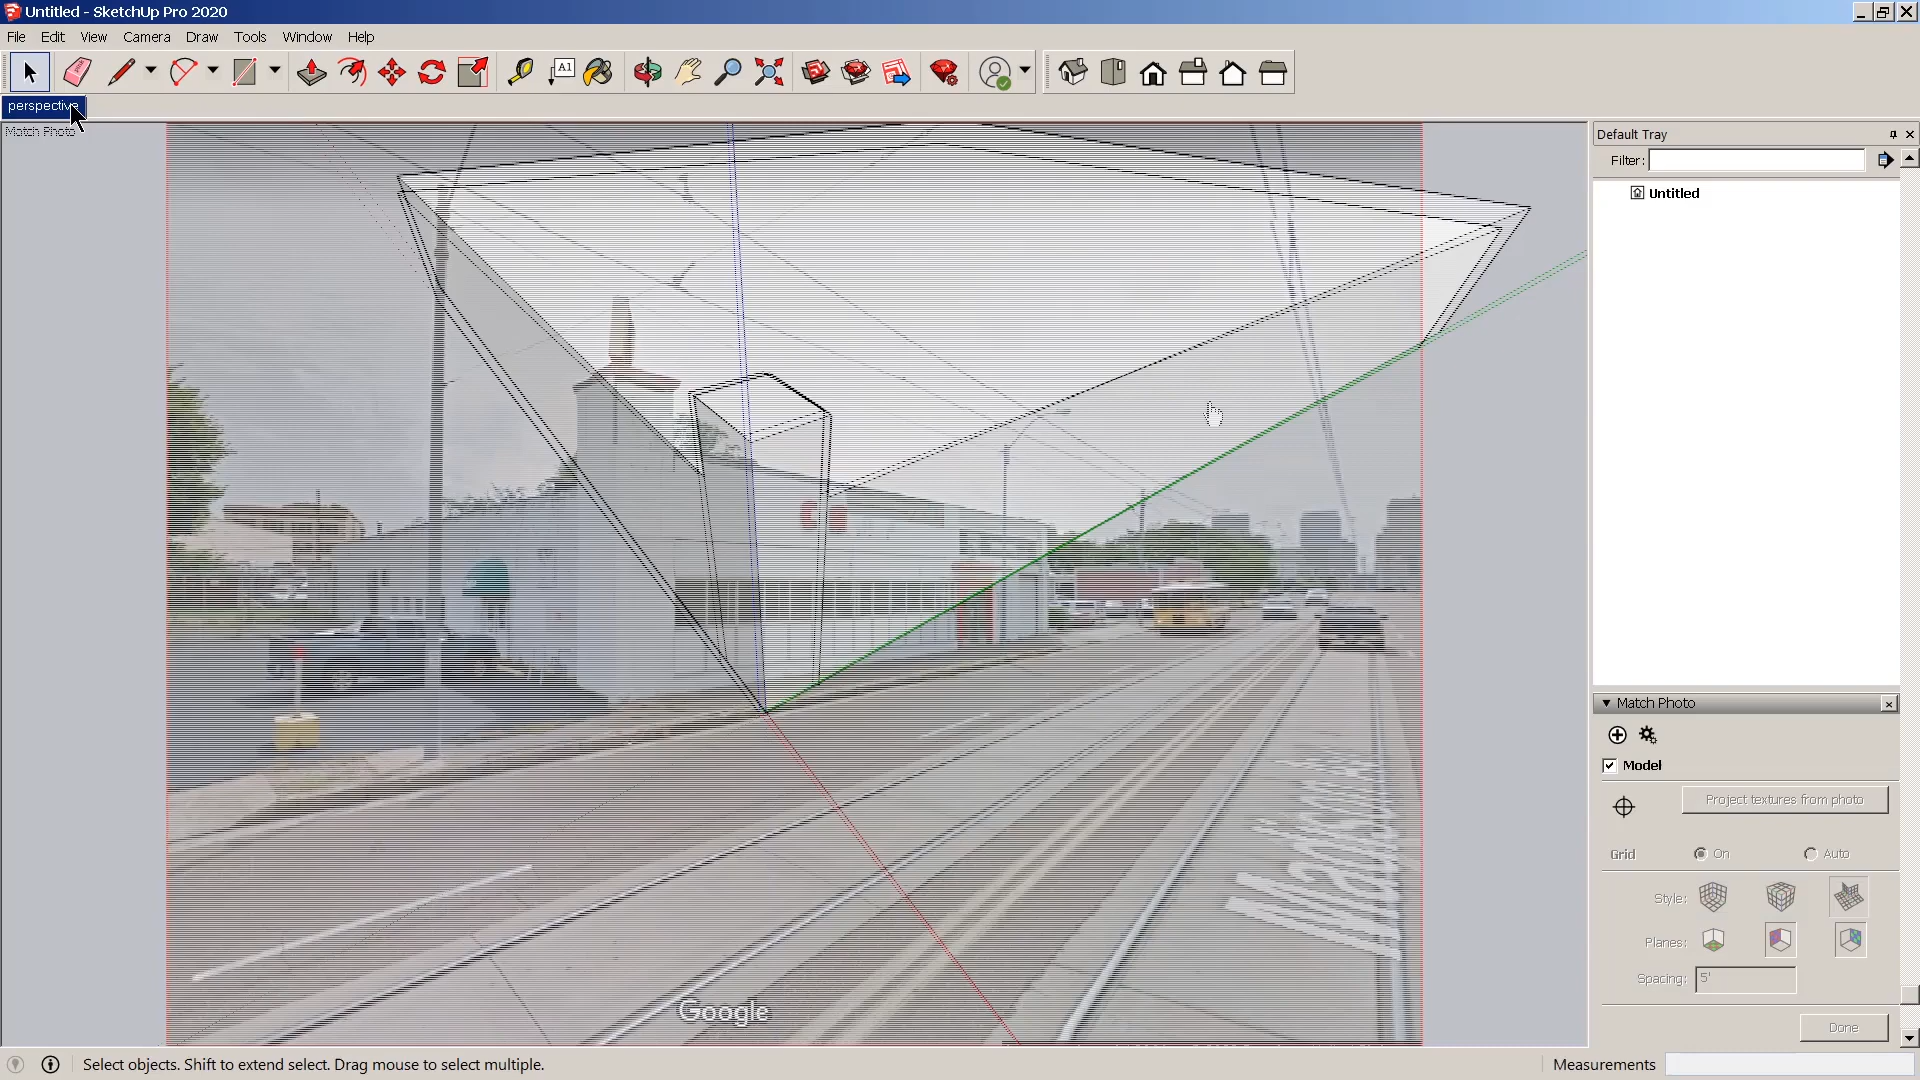 Untitled - SketchUp Pro 2020
File Edit View Camera Draw Tools Window Help
A1
perspective
Match Photo
Default Tray
Filter:
Untitled
Match Photo
Model
Project textures from photo
Grid On Auto
Style:
Planes:
Spacing: 5'
Done
Google
Select objects. Shift to extend select. Drag mouse to select multiple.
Measurements